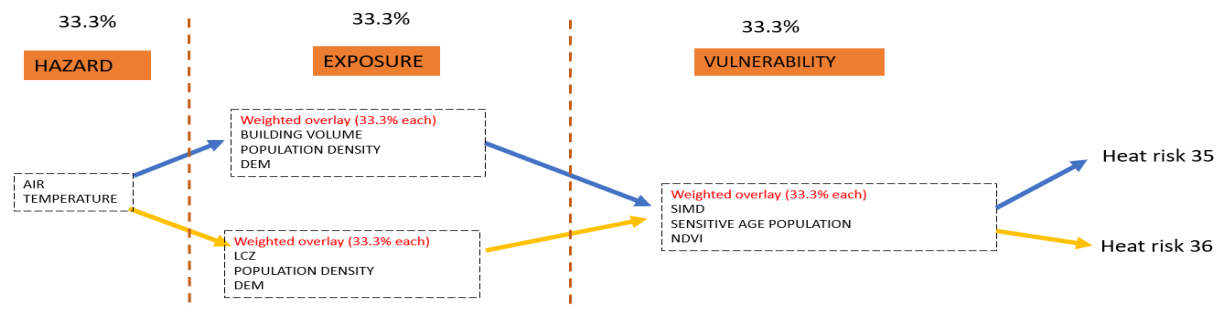 33.3%
33.3%
33.3%
HAZARD
EXPOSURE
VULNERABILITY
AIR
TEMPERATURE
Weighted overlay (33.3% each)
BUILDING VOLUME
POPULATION DENSITY
DEM
Weighted overlay (33.3% each)
LCZ
POPULATION DENSITY
DEM
Weighted overlay (33.3% each)
SIMD
SENSITIVE AGE POPULATION
NDVI
Heat risk 35
Heat risk 36